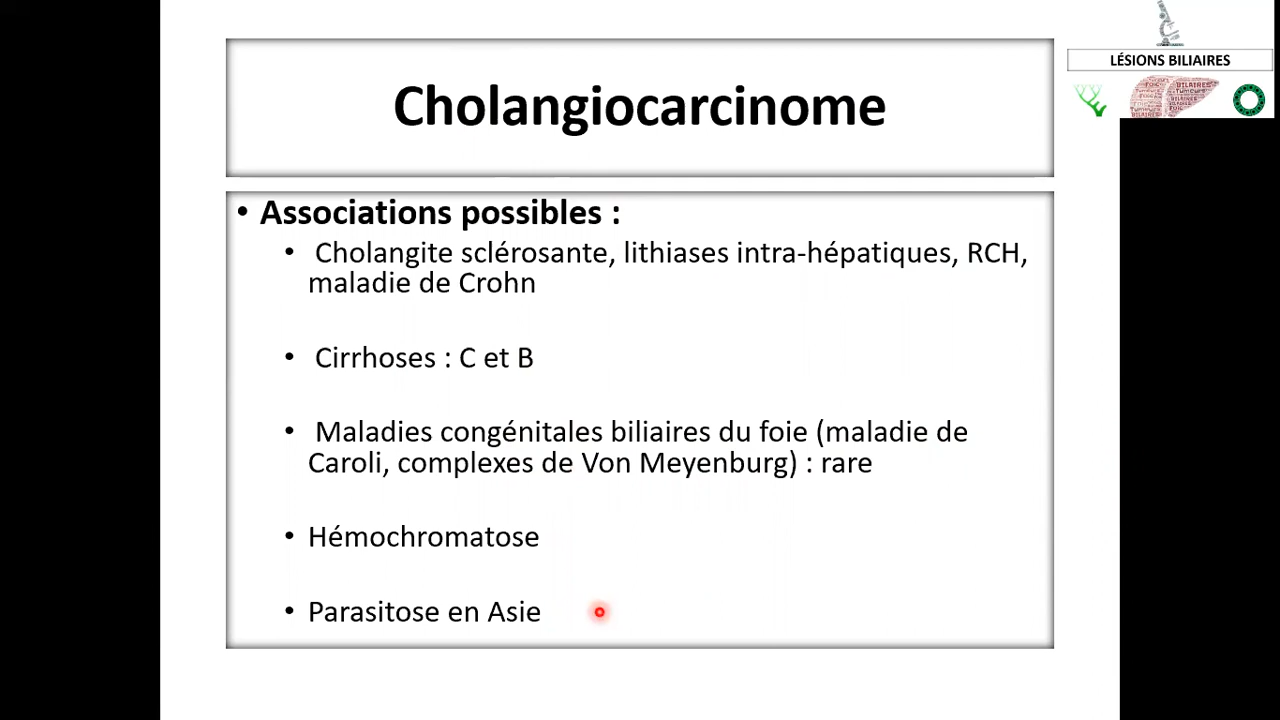 LÉSIONS BILIAIRES
Cholangiocarcinome
• Associations possibles :
• Cholangite sclérosante, lithiases intra-hépatiques, RCH,
maladie de Crohn
• Cirrhoses : C et B
• Maladies congénitales biliaires du foie (maladie de
Caroli, complexes de Von Meyenburg) : rare
• Hémochromatose
• Parasitose en Asie